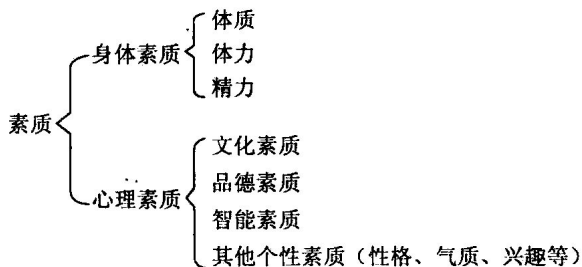 体质
身体素质
体力
精力
素质
文化素质
品德素质
心理素质
智能素质
其他个性素质（性格、气质、兴趣等）